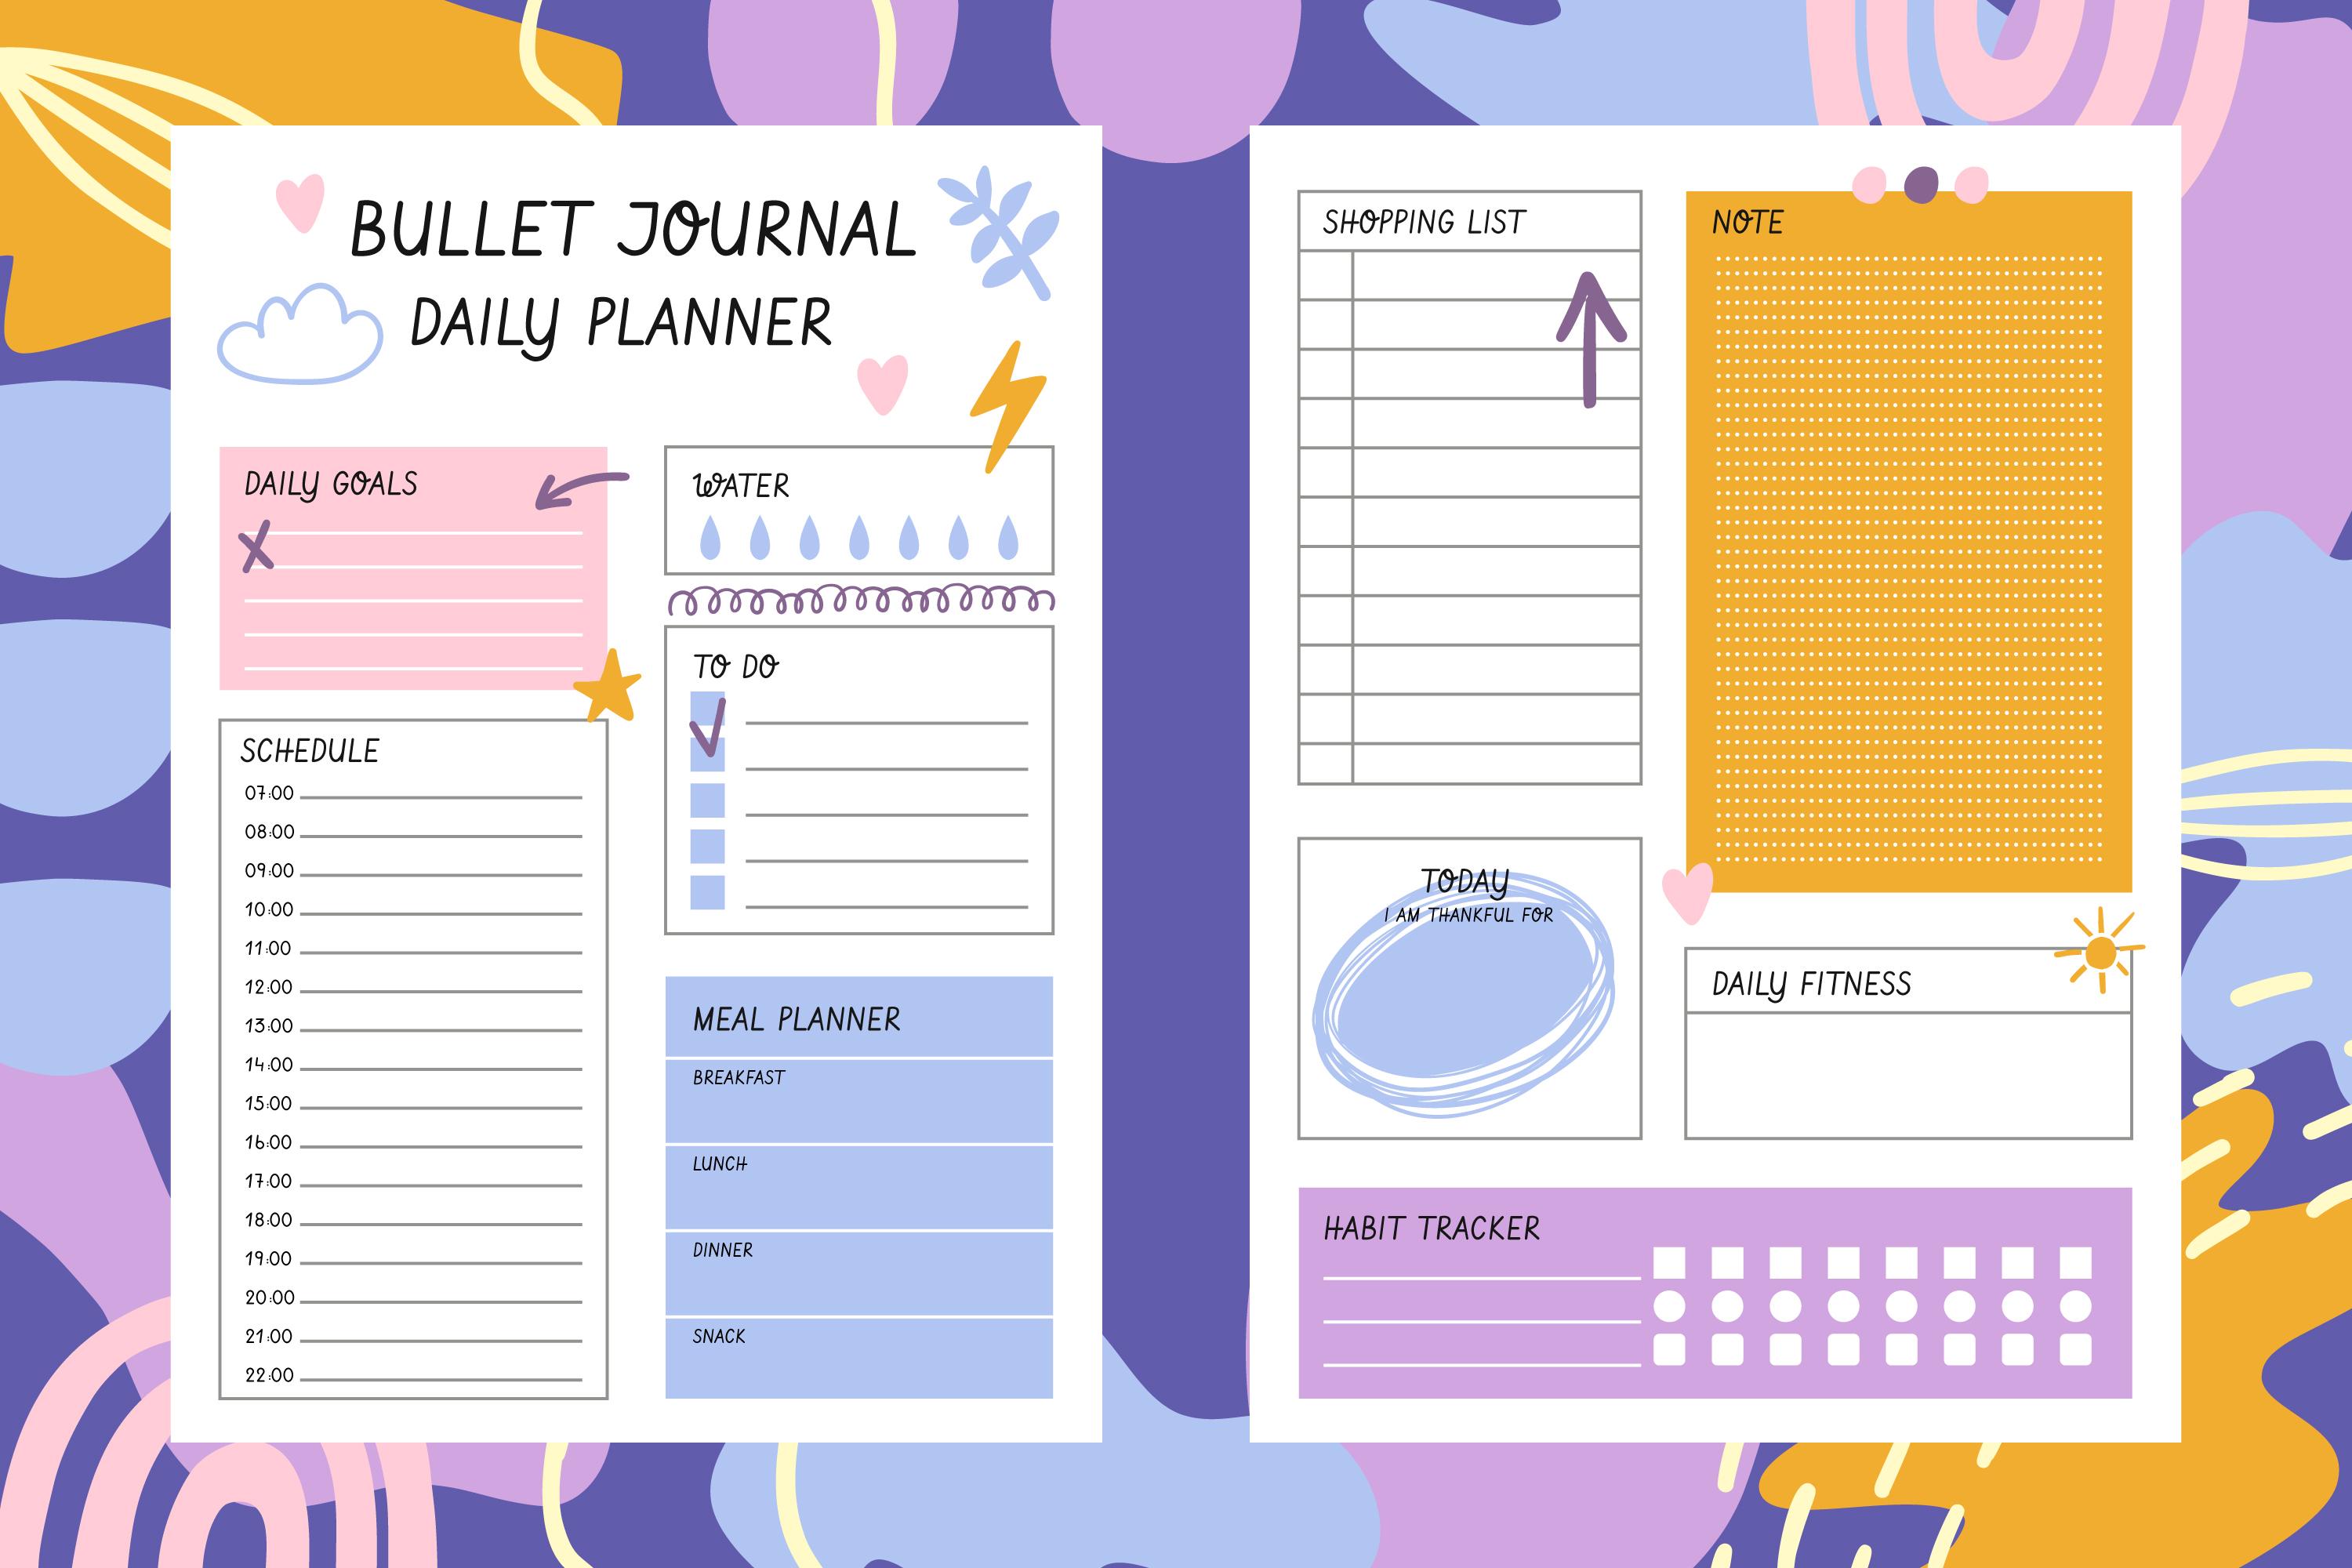 BULLET JOURNAL
DAILY PLANNER
DAILY GOALS
SCHEDULE
07:00
08:00
09:00
10:00
11:00
12:00
13:00
14:00
15:00
16:00
17:00
18:00
19:00
20:00
21:00
22:00
WATER
TO DO
MEAL PLANNER
BREAKFAST
LUNCH
DINNER
SNACK
SHOPPING LIST
NOTE
TODAY
I AM THANKFUL FOR
DAILY FITNESS
HABIT TRACKER